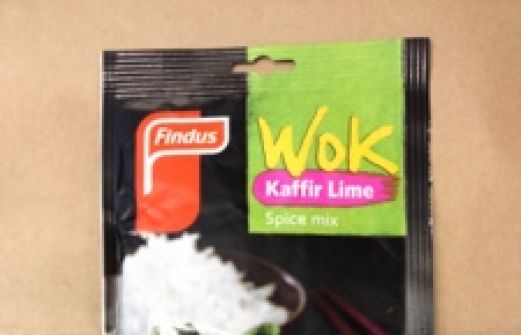 Findus
Wok
Kaffir Lime
Spice mix